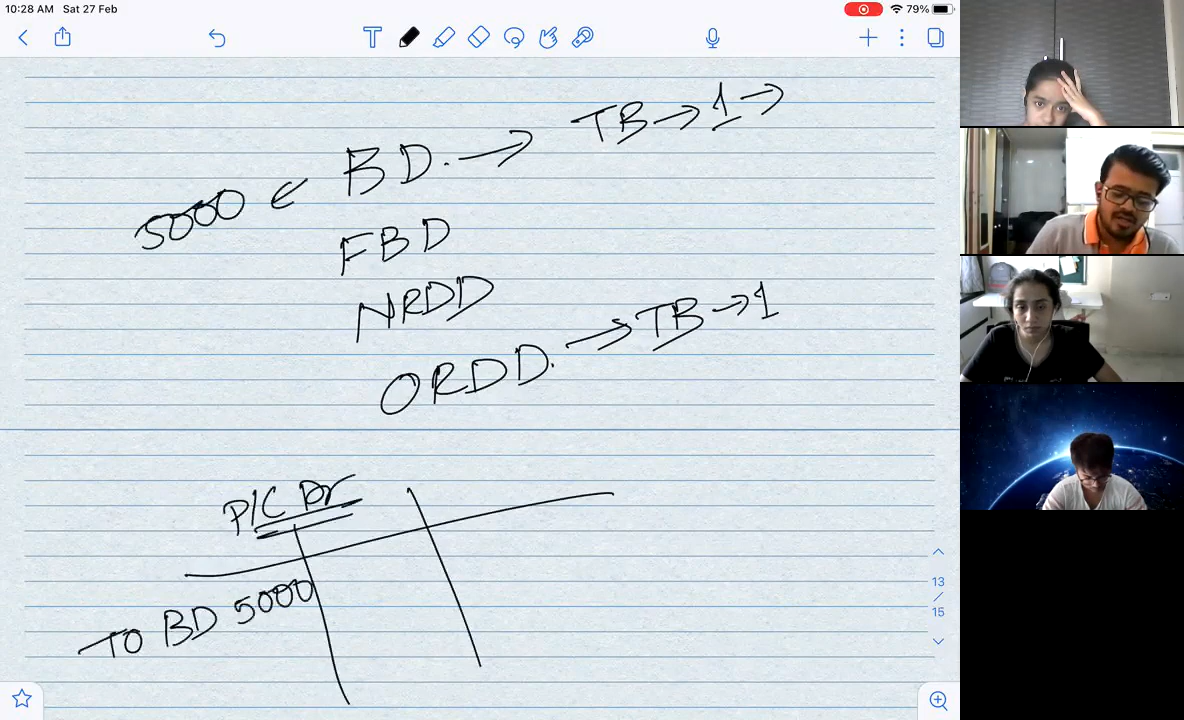 10:28 AM Sat 27 Feb
79%
TB → 1 →
5000 ← BD. →
FBD
NRDD
ORDD. → TB → 1
P/C Dr
TO BD 5000
13
/
15